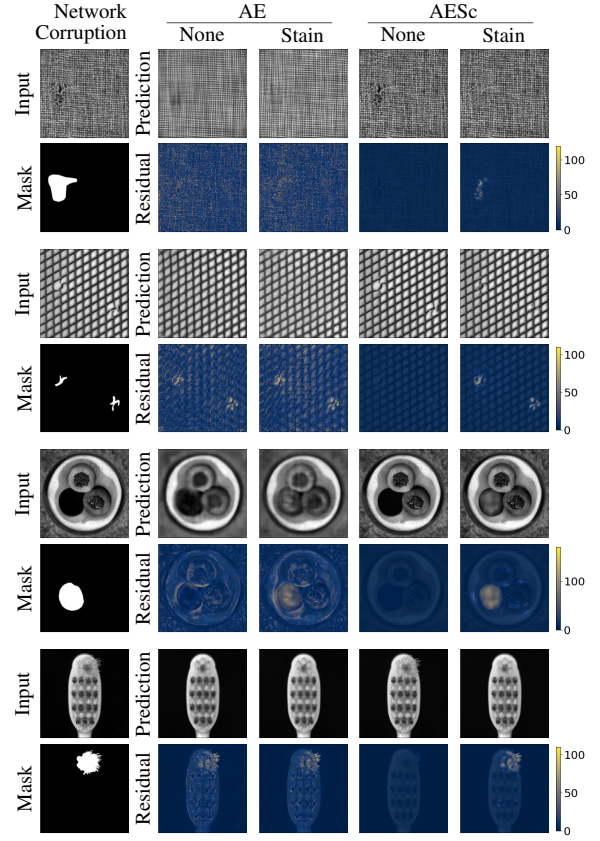 Network AE AESc
Corruption None Stain None Stain
Input Prediction
Mask Residual 100 50 0
Input Prediction
Mask Residual 100 50 0
Input Prediction
Mask Residual 100 0
Input Prediction
Mask Residual 100 50 0